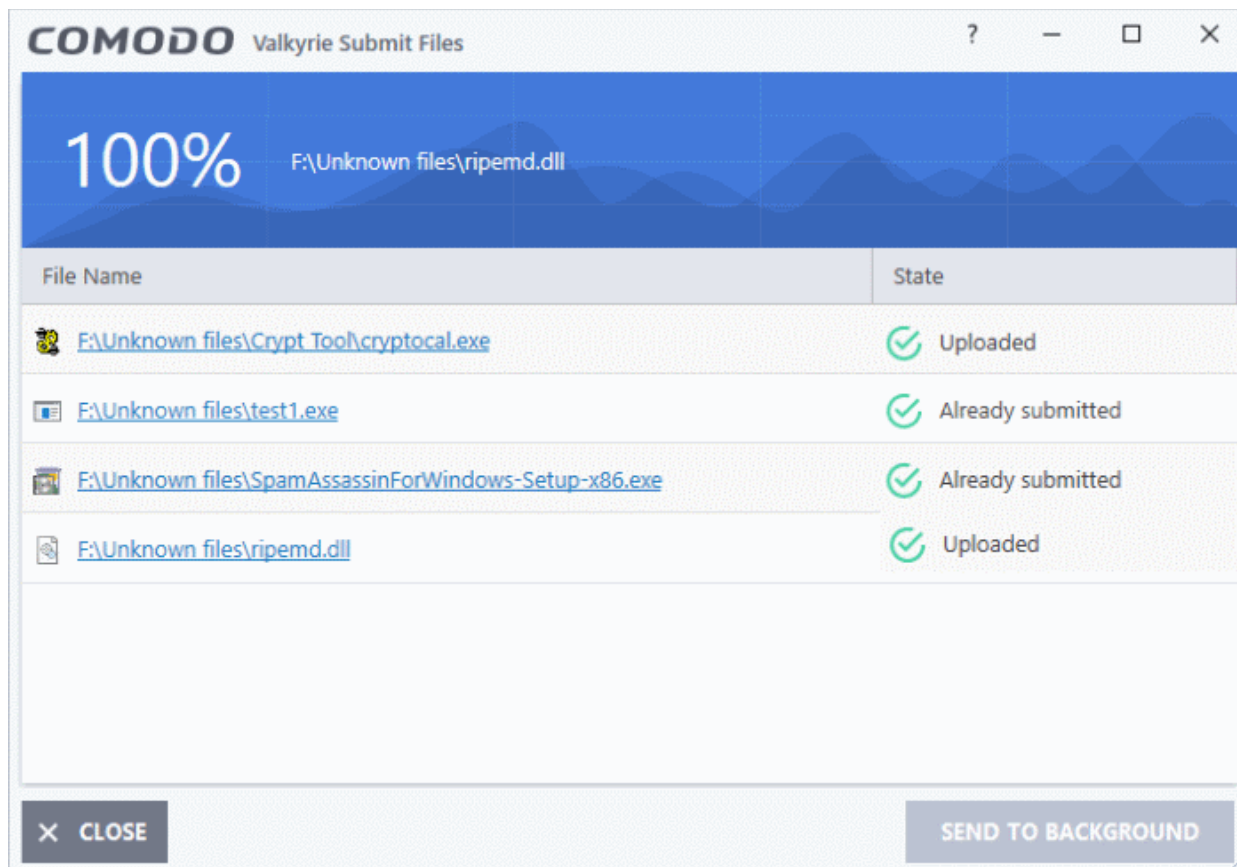 COMODO Valkyrie Submit Files ?
100% F:\Unknown files\ripemd.dll
File Name State
F:\Unknown files\Crypt Tool\cryptocal.exe Uploaded
F:\Unknown files\test1.exe Already submitted
F:\Unknown files\SpamAssassinForWindows-Setup-x86.exe Already submitted
F:\Unknown files\ripemd.dll Uploaded
CLOSE SEND TO BACKGROUND